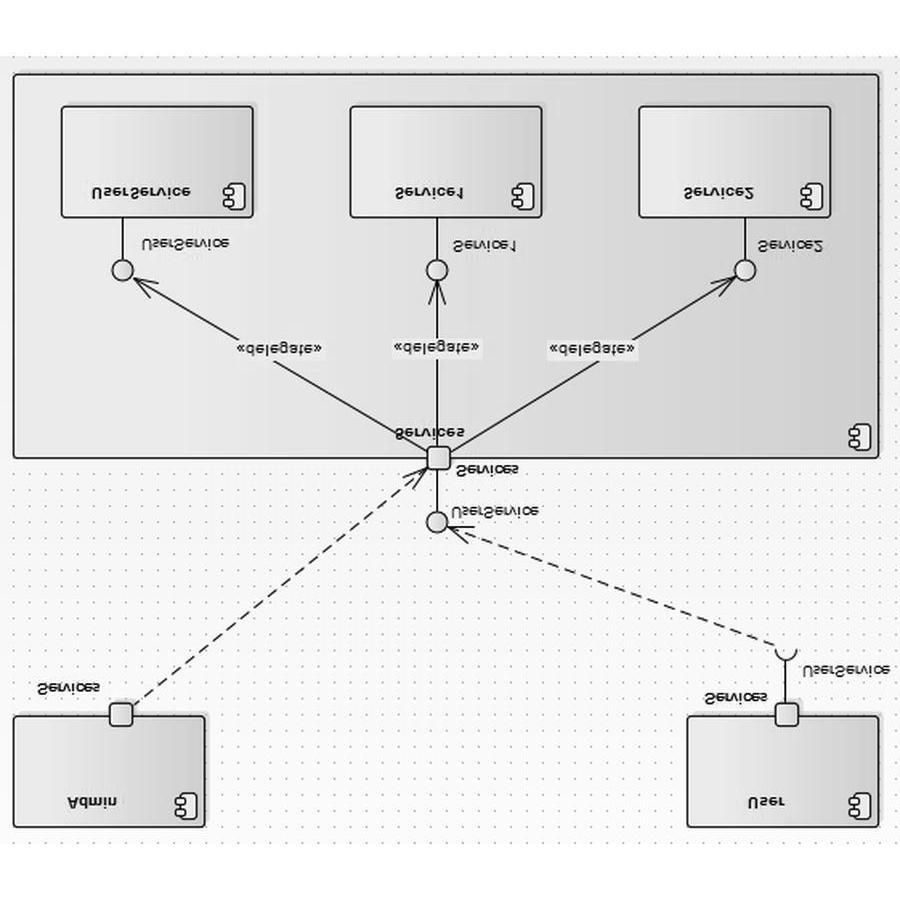 UserService
Service1
Service2
UserService
Service1
Service2
«delegate»
«delegate»
«delegate»
Services
Services
UserService
UserService
Services
Services
Admin
User